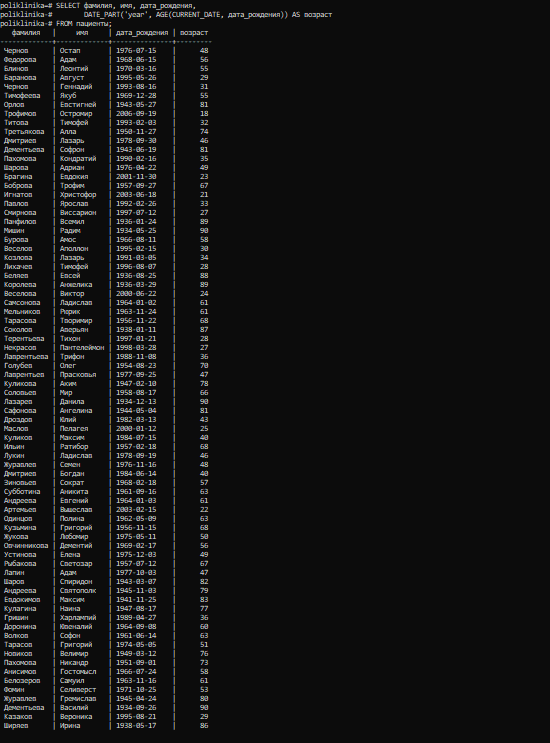 poliklinika-# SELECT фамилия, имя, дата_рождения,
poliklinika-# DATE_PART('year', AGE(CURRENT_DATE, дата_рождения)) AS возраст
poliklinika-# FROM пациенты;
фамилия | имя | дата_рождения | возраст
-------------+------------+---------------+---------
Чернов | Остап | 1976-07-15 | 48
Федорова | Адам | 1968-06-15 | 56
Блинов | Леонтий | 1970-03-16 | 55
Баранова | Август | 1995-05-26 | 29
Чернов | Геннадий | 1993-08-16 | 31
Тимофеева | Якуб | 1969-12-28 | 55
Орлов | Евстигней | 1943-05-27 | 81
Трофимов | Остромир | 2006-09-19 | 18
Титова | Тимофей | 1993-02-03 | 32
Третьякова | Алла | 1950-11-27 | 74
Дмитриев | Лазарь | 1978-09-30 | 46
Дементьева | Софрон | 1943-06-19 | 81
Пахомова | Кондратий | 1990-02-16 | 35
Шарова | Адриан | 1976-04-22 | 49
Брагина | Евдокия | 2001-11-30 | 23
Боброва | Трофим | 1957-09-27 | 67
Игнатов | Христофор | 2003-06-18 | 21
Павлов | Ярослав | 1992-02-26 | 33
Смирнова | Виссарион | 1997-07-12 | 27
Панфилов | Всемил | 1936-01-24 | 89
Мишин | Радим | 1934-05-25 | 90
Бурова | Амос | 1966-08-11 | 58
Веселов | Аполлон | 1995-02-15 | 30
Козлова | Лазарь | 1991-03-05 | 34
Лихачев | Тимофей | 1996-08-07 | 28
Беляев | Евсей | 1936-08-25 | 88
Королева | Анжелика | 1936-03-29 | 89
Веселова | Виктор | 2000-06-22 | 24
Самсонова | Ладислав | 1964-01-02 | 61
Мельников | Рюрик | 1963-11-24 | 61
Тарасова | Творимир | 1956-11-22 | 68
Соколов | Аверьян | 1938-01-11 | 87
Терентьева | Тихон | 1997-01-21 | 28
Некрасов | Пантелеймон | 1998-03-28 | 27
Лаврентьева | Трифон | 1988-11-08 | 36
Голубев | Олег | 1954-08-23 | 70
Лаврентьев | Прасковья | 1977-09-25 | 47
Куликова | Аким | 1947-02-10 | 78
Соловьев | Мир | 1958-08-17 | 66
Лазарев | Данила | 1934-12-13 | 90
Сафонова | Ангелина | 1944-05-04 | 81
Дроздов | Юлий | 1982-03-13 | 43
Маслов | Пелагея | 2000-01-12 | 25
Куликов | Максим | 1984-07-15 | 40
Ильин | Ратибор | 1957-02-18 | 68
Лукин | Ладислав | 1978-09-19 | 46
Журавлев | Семен | 1976-11-16 | 48
Дмитриев | Богдан | 1984-06-14 | 40
Зиновьев | Сократ | 1968-02-18 | 57
Субботина | Аникита | 1961-09-16 | 63
Андреева | Евгений | 1964-01-03 | 61
Артемьев | Вышеслав | 2003-02-15 | 22
Одинцов | Полина | 1962-05-09 | 63
Кузьмина | Григорий | 1956-11-15 | 68
Жукова | Любомир | 1975-05-11 | 50
Овчинникова | Дементий | 1969-02-17 | 56
Устинова | Елена | 1975-12-03 | 49
Рыбакова | Светозар | 1957-07-12 | 67
Лапин | Адам | 1977-10-03 | 47
Шаров | Спиридон | 1943-03-07 | 82
Андреева | Святополк | 1945-11-03 | 79
Евдокимов | Максим | 1941-11-25 | 83
Кулагина | Наина | 1947-08-17 | 77
Гришин | Харлампий | 1989-04-27 | 36
Доронина | Ювеналий | 1964-09-08 | 60
Волков | Софон | 1961-06-14 | 63
Тарасов | Григорий | 1974-05-05 | 51
Новиков | Велимир | 1949-03-12 | 76
Пахомова | Никандр | 1951-09-01 | 73
Анисимов | Гостомысл | 1966-07-24 | 58
Белозеров | Самуил | 1963-11-16 | 61
Фомин | Селиверст | 1971-10-25 | 53
Журавлев | Гремислав | 1945-04-24 | 80
Дементьева | Василий | 1934-09-26 | 90
Казаков | Вероника | 1995-08-21 | 29
Ширяев | Ирина | 1938-05-17 | 86